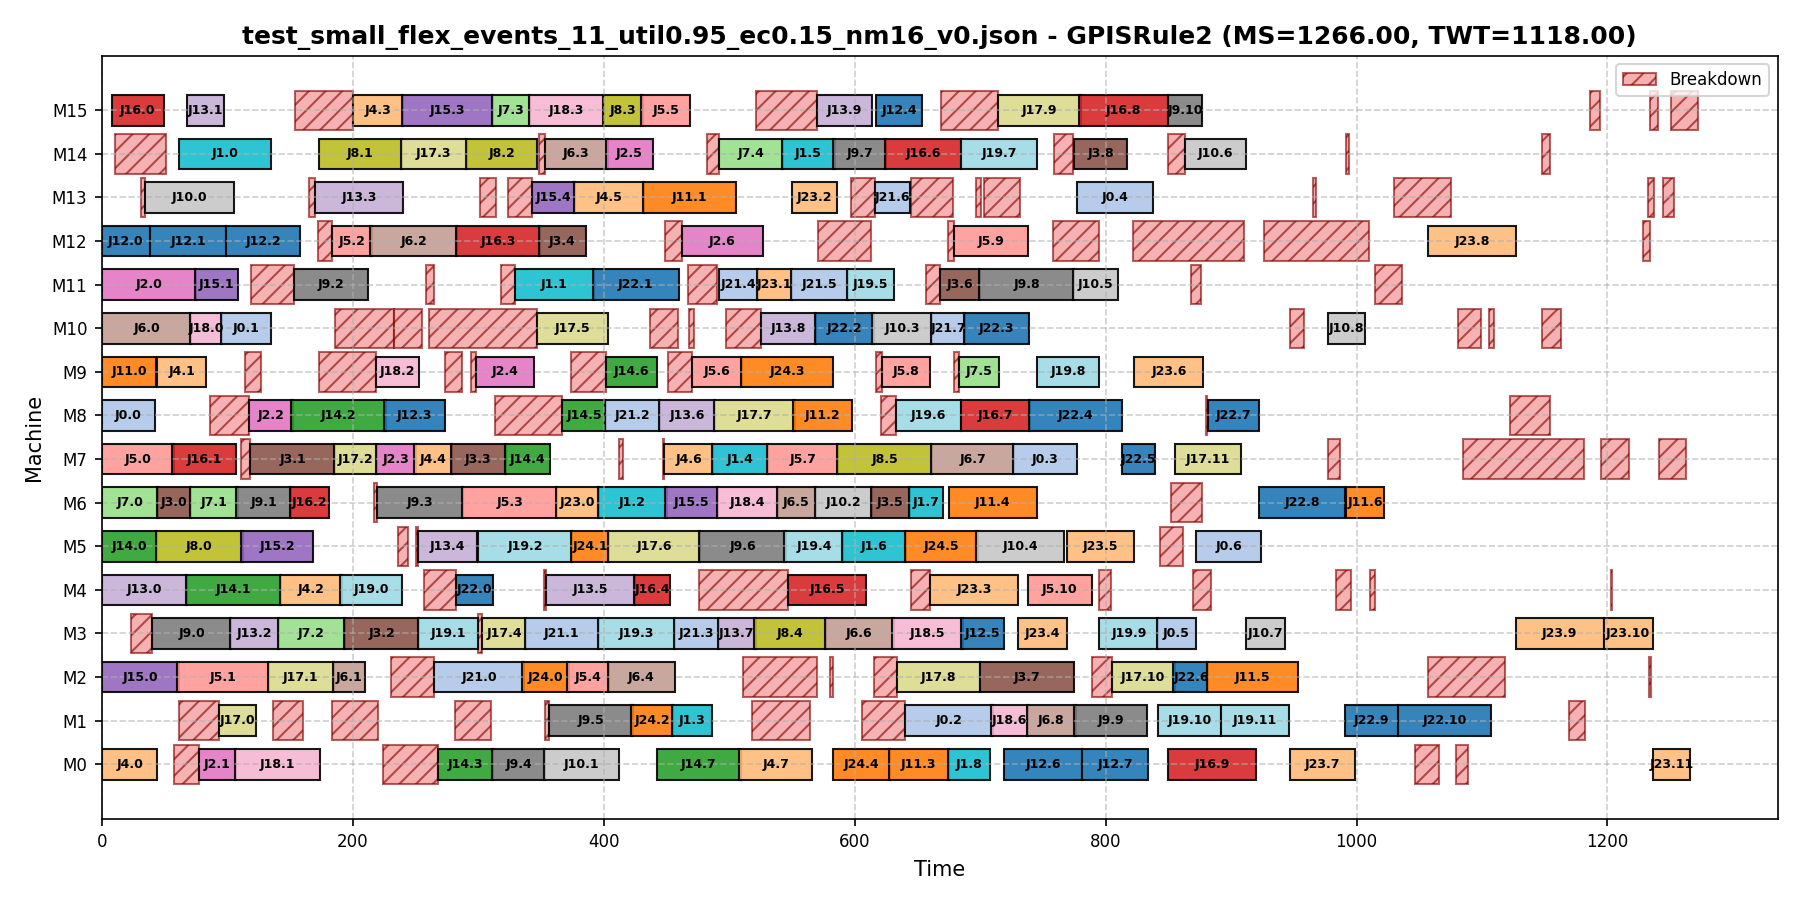 test_small_flex_events_11_util0.95_ec0.15_nm16_v0.json - GPISRule2 (MS=1266.00, TWT=1118.00)
Breakdown
M15 J16.0 J13.1 J4.3 J15.3 J7.3 J18.3 J8.3 J5.5 J13.9 J12.4 J17.9 J16.8 J9.10
M14 J1.0 J8.1 J17.3 J8.2 J6.3 J2.5 J7.4 J1.5 J9.7 J16.6 J19.7 J3.8 J10.6
M13 J10.0 J13.3 J15.4 J4.5 J11.1 J23.2 J21.6 J0.4
M12 J12.0 J12.1 J12.2 J5.2 J6.2 J16.3 J3.4 J2.6 J5.9 J23.8
M11 J2.0 J15.1 J9.2 J1.1 J22.1 J21.4 J23.1 J21.5 J19.5 J3.6 J9.8 J10.5
M10 J6.0 J18.0 J0.1 J17.5 J13.8 J22.2 J10.3 J21.7 J22.3 J10.8
M9 J11.0 J4.1 J18.2 J2.4 J14.6 J5.6 J24.3 J5.8 J7.5 J19.8 J23.6
M8 J0.0 J2.2 J14.2 J12.3 J14.5 J21.2 J13.6 J17.7 J11.2 J19.6 J16.7 J22.4 J22.7
M7 J5.0 J16.1 J3.1 J17.2 J2.3 J4.4 J3.3 J14.4 J4.6 J1.4 J5.7 J8.5 J6.7 J0.3 J22.5 J17.11
M6 J7.0 J3.0 J7.1 J9.1 J16.2 J9.3 J5.3 J23.0 J1.2 J15.5 J18.4 J6.5 J10.2 J3.5 J1.7 J11.4 J22.8 J11.6
M5 J14.0 J8.0 J15.2 J13.4 J19.2 J24.1 J17.6 J9.6 J19.4 J1.6 J24.5 J10.4 J23.5 J0.6
M4 J13.0 J14.1 J4.2 J19.0 J22.0 J13.5 J16.4 J16.5 J23.3 J5.10
M3 J9.0 J13.2 J7.2 J3.2 J19.1 J17.4 J21.1 J19.3 J21.3 J13.7 J8.4 J6.6 J18.5 J12.5 J23.4 J19.9 J0.5 J10.7 J23.9 J23.10
M2 J15.0 J5.1 J17.1 J6.1 J21.0 J24.0 J5.4 J6.4 J17.8 J3.7 J17.10 J22.6 J11.5
M1 J17.0 J9.5 J24.2 J1.3 J0.2 J18.6 J6.8 J9.9 J19.10 J19.11 J22.9 J22.10
M0 J4.0 J2.1 J18.1 J14.3 J9.4 J10.1 J14.7 J4.7 J24.4 J11.3 J1.8 J12.6 J12.7 J16.9 J23.7 J23.11
Machine
0 200 400 600 800 1000 1200
Time